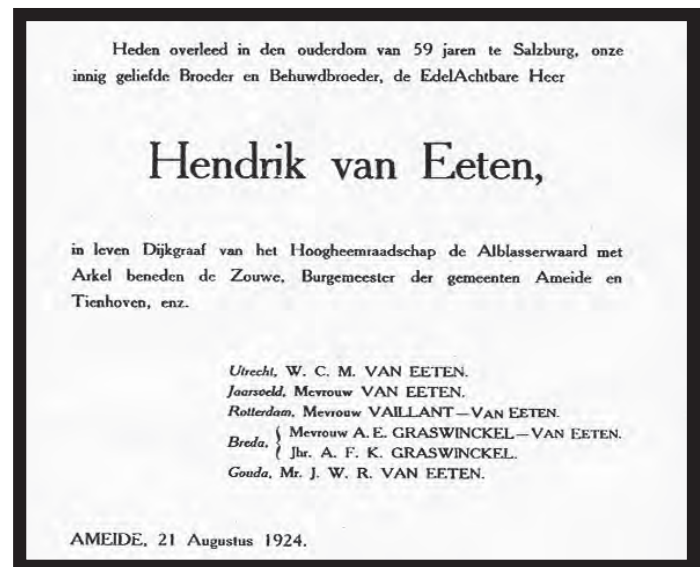 Heden overleed in den ouderdom van 59 jaren te Salzburg, onze
innig geliefde Broeder en Behuwdbroeder, de EdelAchtbare Heer
Hendrik van Eeten,
in leven Dijkgraaf van het Hoogheemraadschap de Alblasserwaard met
Arkel beneden de Zouwe, Burgemeester der gemeenten Ameide en
Tienhoven, enz.
Utrecht, W. C. M. VAN EETEN.
Jaarsveld, Mevrouw VAN EETEN.
Rotterdam, Mevrouw VAILLANT—VAN EETEN.
Breda, { Mevrouw A. E. GRASWINCKEL—VAN EETEN.
Jhr. A. F. K. GRASWINCKEL.
Gouda, Mr. J. W. R. VAN EETEN.
AMEIDE, 21 Augustus 1924.